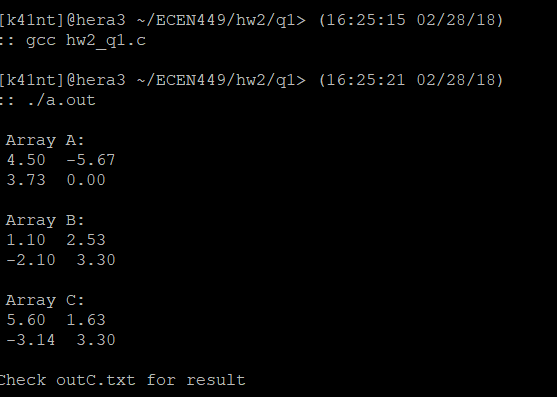 [k41nt]@hera3 ~/ECEN449/hw2/q1> (16:25:15 02/28/18)
:: gcc hw2_q1.c
[k41nt]@hera3 ~/ECEN449/hw2/q1> (16:25:21 02/28/18)
:: ./a.out
Array A:
4.50 -5.67
3.73 0.00
Array B:
1.10 2.53
-2.10 3.30
Array C:
5.60 1.63
-3.14 3.30
Check outC.txt for result